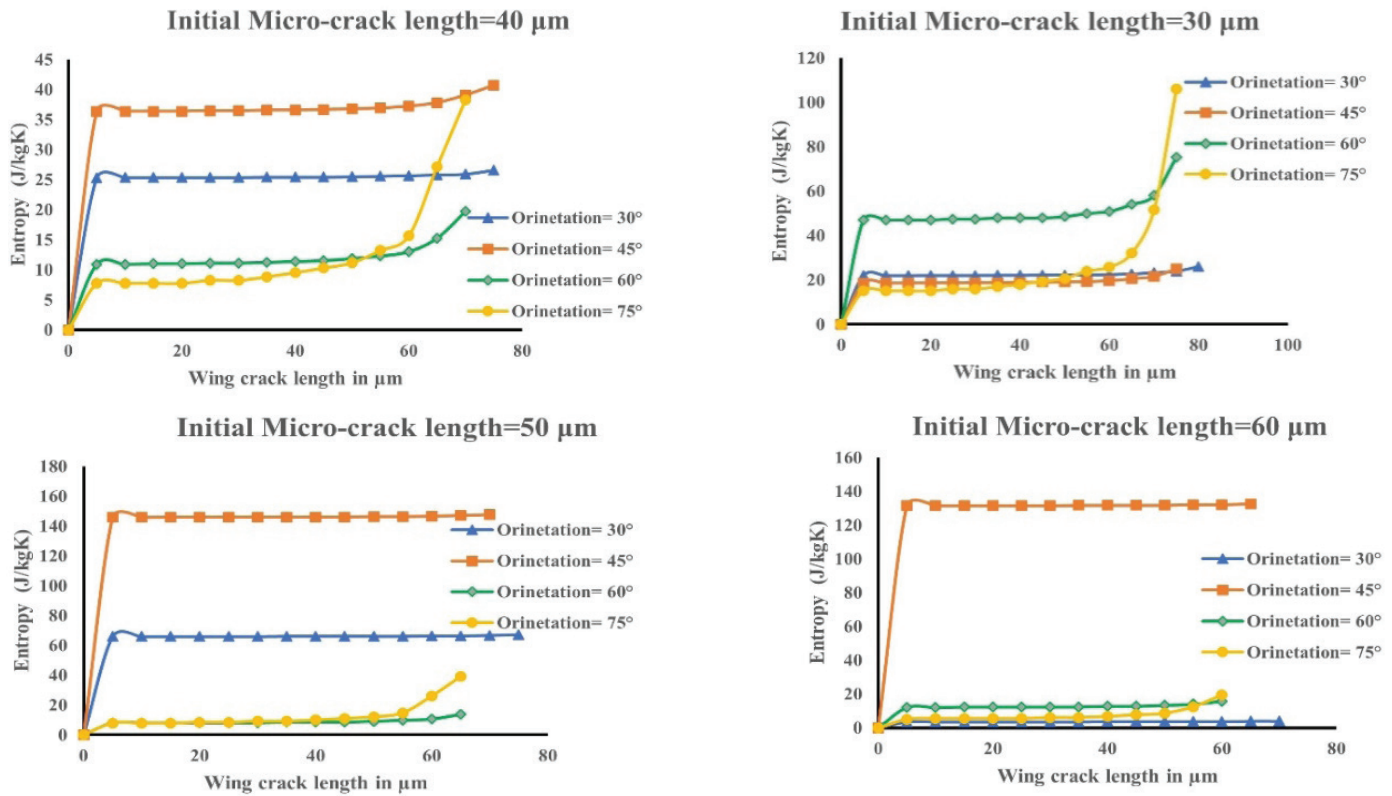 Initial Micro-crack length=40 µm
45
40
35
30
25
20
15
10
5
0
Entropy (J/kgK)
0 20 40 60 80
Wing crack length in µm
Orinetation= 30°
Orinetation= 45°
Orinetation= 60°
Orinetation= 75°
Initial Micro-crack length=30 µm
120
100
80
60
40
20
0
Entropy (J/kgK)
0 20 40 60 80 100
Wing crack length in µm
Orinetation= 30°
Orinetation= 45°
Orinetation= 60°
Orinetation= 75°
Initial Micro-crack length=50 µm
180
160
140
120
100
80
60
40
20
0
Entropy (J/kgK)
0 20 40 60 80
Wing crack length in µm
Orinetation= 30°
Orinetation= 45°
Orinetation= 60°
Orinetation= 75°
Initial Micro-crack length=60 µm
160
140
120
100
80
60
40
20
0
Entropy (J/kgK)
0 20 40 60 80
Wing crack length in µm
Orinetation= 30°
Orinetation= 45°
Orinetation= 60°
Orinetation= 75°